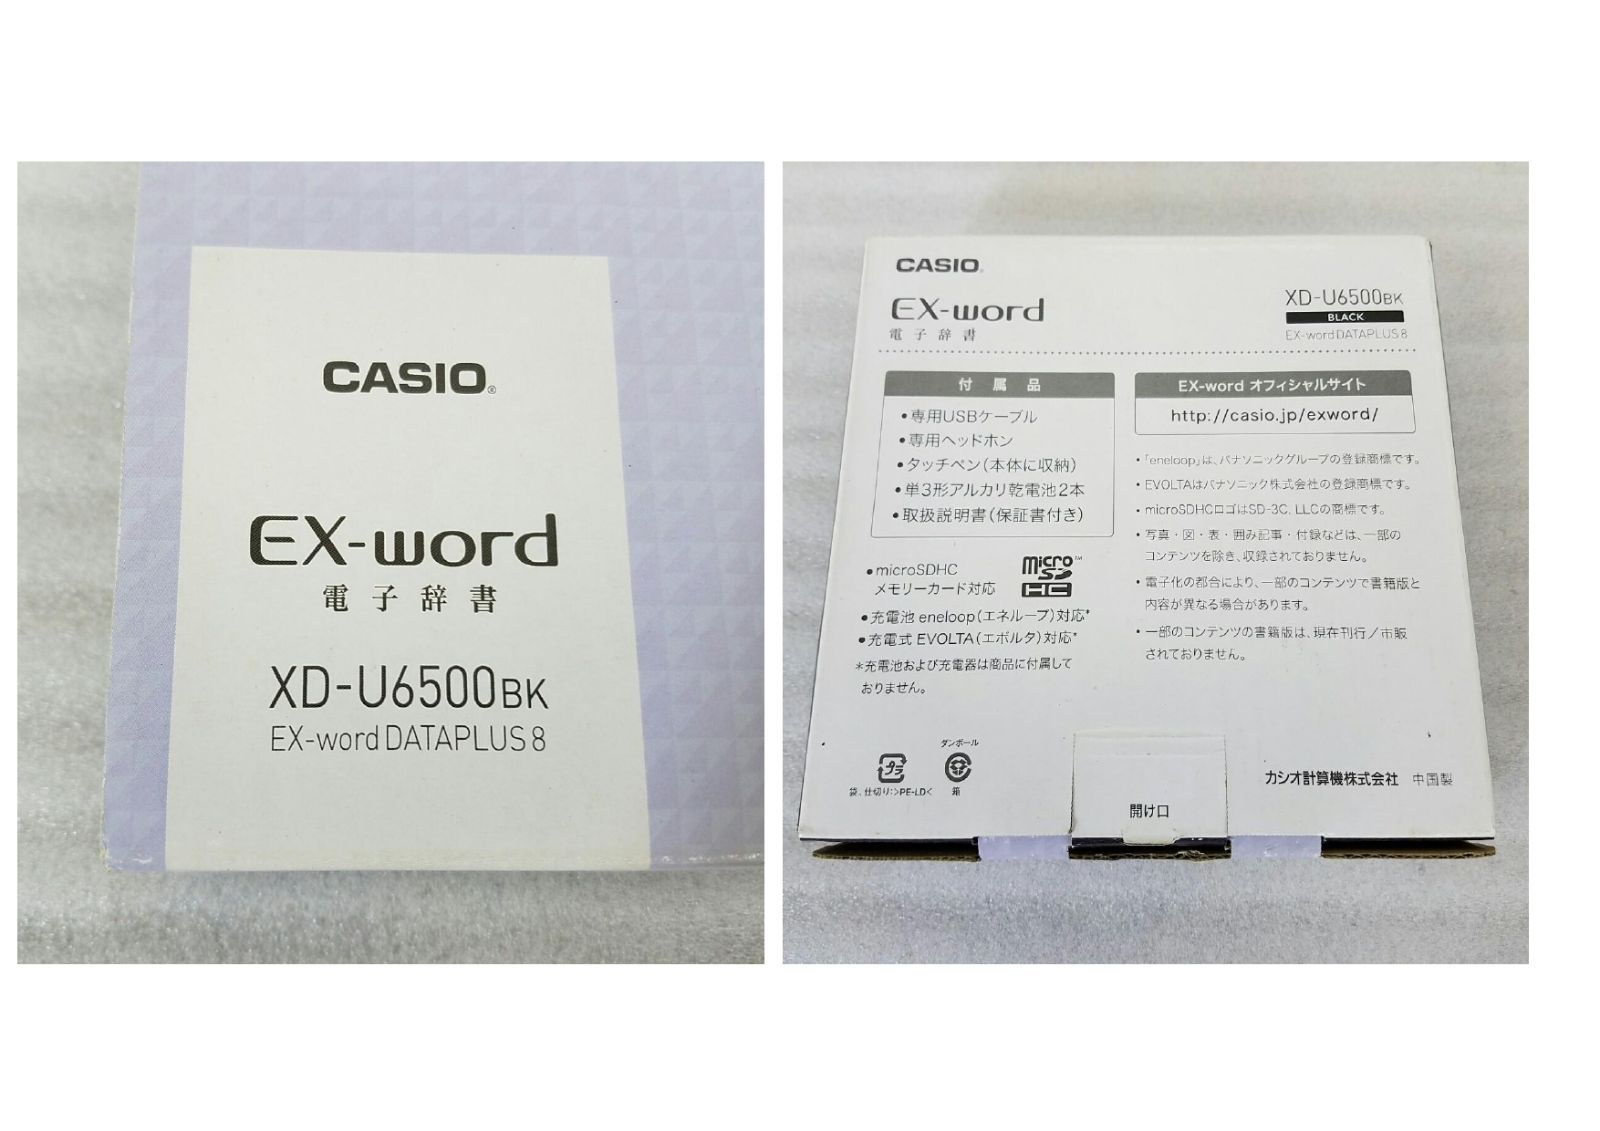 CASIO®
EX-word
電子辞書
XD-U6500BK
EX-word DATAPLUS 8
CASIO®
EX-word
電子辞書
XD-U6500BK
BLACK
EX-word DATAPLUS 8
付属品
•専用USBケーブル
•専用ヘッドホン
•タッチペン(本体に収納)
•単3形アルカリ乾電池2本
•取扱説明書(保証書付き)
•microSDHC
メモリーカード対応
micro™
SD
HC
•充電池 eneloop(エネループ)対応*
•充電式 EVOLTA(エボルタ)対応*
*充電池および充電器は商品に付属して
おりません。
プラ
袋、仕切り:>PE-LD<
ダンボール
箱
EX-word オフィシャルサイト
http://casio.jp/exword/
•「eneloop」は、パナソニックグループの登録商標です。
•EVOLTAはパナソニック株式会社の登録商標です。
•microSDHCロゴはSD-3C, LLCの商標です。
•写真・図・表・囲み記事・付録などは、一部の
コンテンツを除き、収録されておりません。
•電子化の都合により、一部のコンテンツで書籍版と
内容が異なる場合があります。
•一部のコンテンツの書籍版は、現在刊行/市販
されておりません。
開け口
カシオ計算機株式会社 中国製